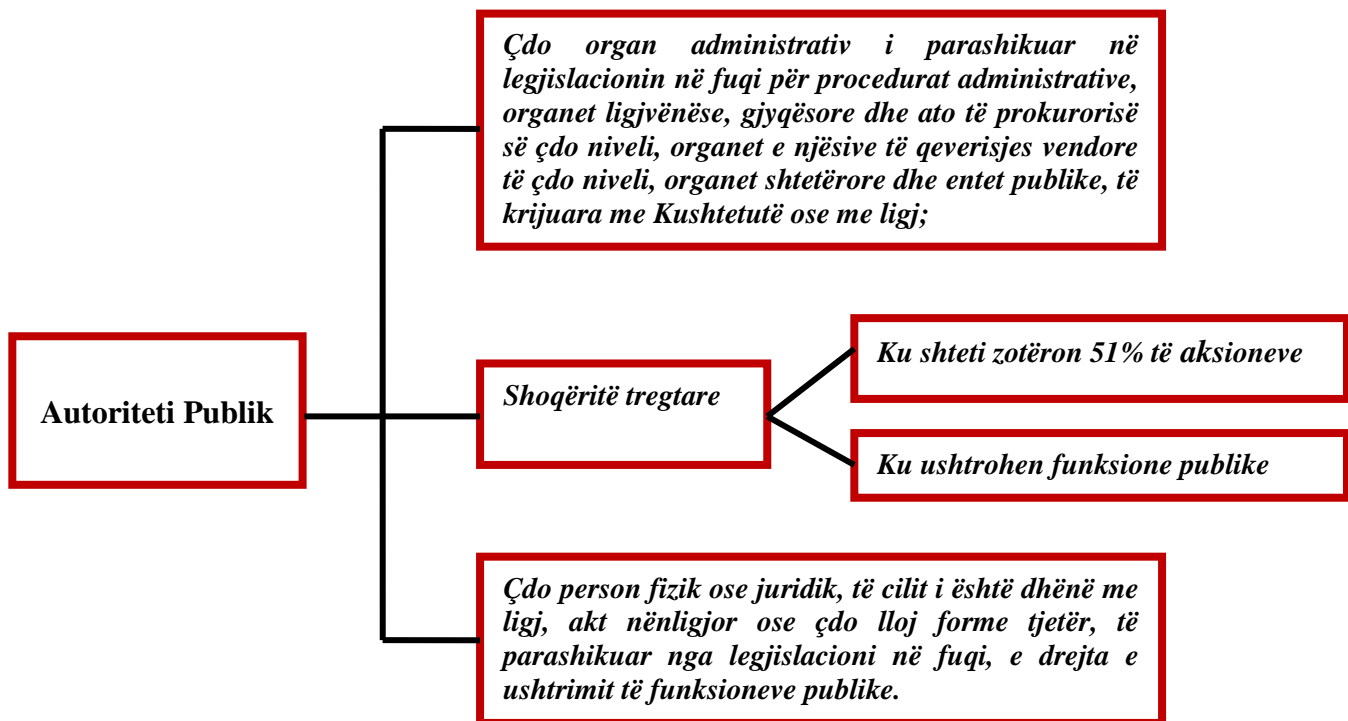 Çdo organ administrativ i parashikuar në
legjislacionin në fuqi për procedurat administrative,
organet ligjvënëse, gjyqësore dhe ato të prokurorisë
së çdo niveli, organet e njësive të qeverisjes vendore
të çdo niveli, organet shtetërore dhe entet publike, të
krijuara me Kushtetutë ose me ligj;
Autoriteti Publik
Shoqëritë tregtare
Ku shteti zotëron 51% të aksioneve
Ku ushtrohen funksione publike
Çdo person fizik ose juridik, të cilit i është dhënë me
ligj, akt nënligjor ose çdo lloj forme tjetër, të
parashikuar nga legjislacioni në fuqi, e drejta e
ushtrimit të funksioneve publike.